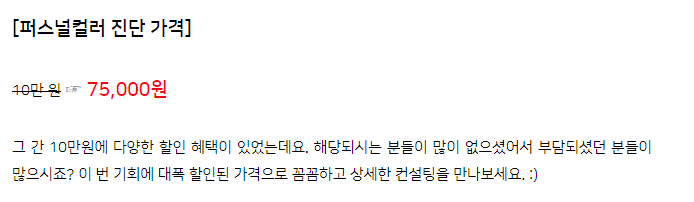 [퍼스널컬러 진단 가격]
10만 원 ☞ 75,000원
그 간 10만원에 다양한 할인 혜택이 있었는데요. 해당되시는 분들이 많이 없으셨어서 부담되셨던 분들이
많으시죠? 이 번 기회에 대폭 할인된 가격으로 꼼꼼하고 상세한 컨설팅을 만나보세요. :)